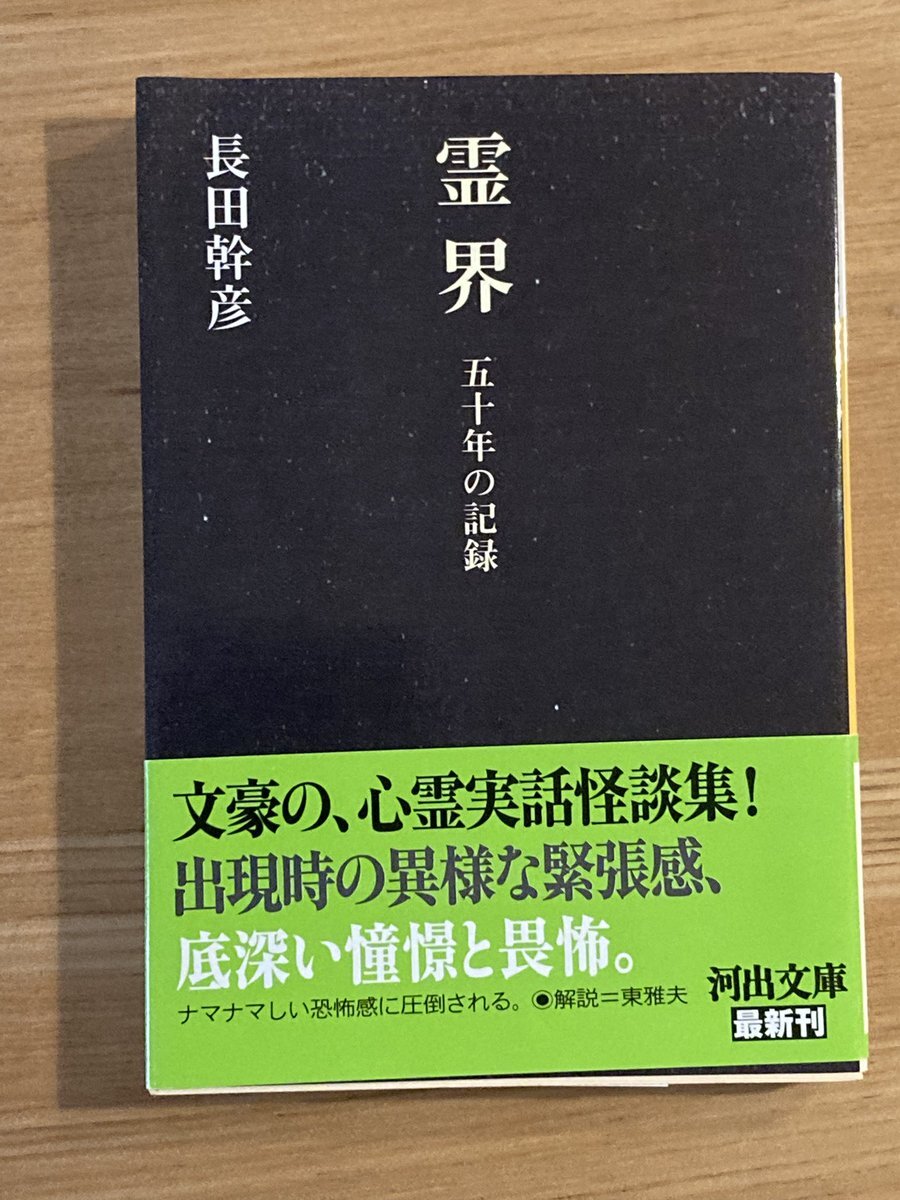 霊界
五十年の記録
長田幹彦
文豪の、心霊実話怪談集!
出現時の異様な緊張感、
底深い憧憬と畏怖。
ナマナマしい恐怖感に圧倒される。◉解説=東雅夫
河出文庫
最新刊